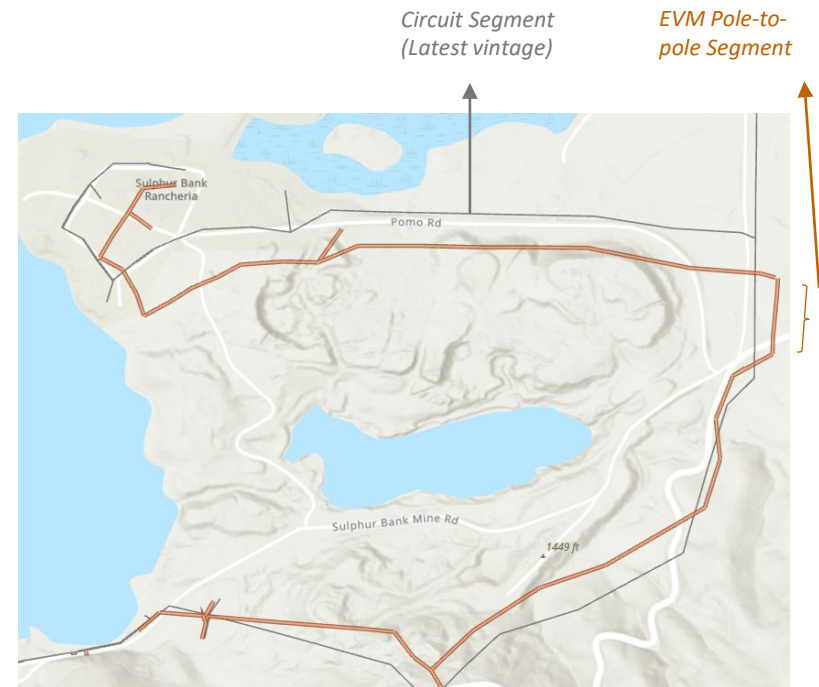 Circuit Segment
(Latest vintage)
EVM Pole-to-
pole Segment
Sulphur Bank
Rancheria
Pomo Rd
Sulphur Bank Mine Rd
1449 ft